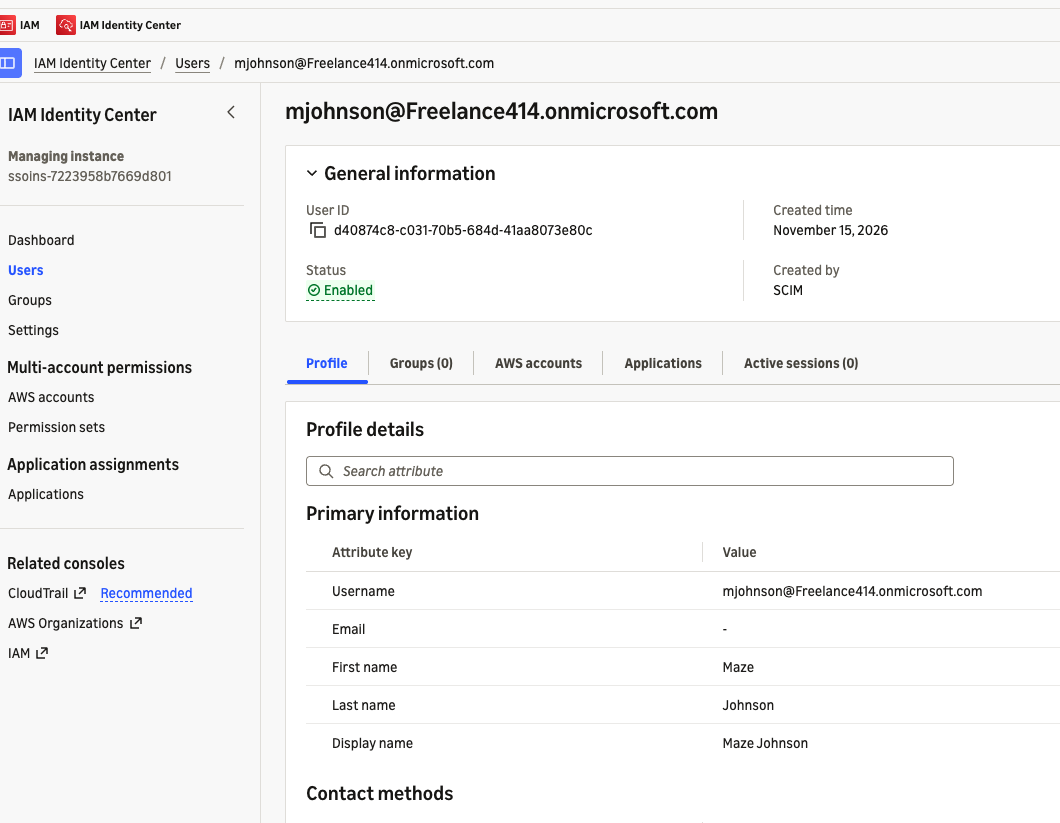 IAM IAM Identity Center
IAM Identity Center / Users / mjohnson@Freelance414.onmicrosoft.com
IAM Identity Center
Managing instance
ssoins-7223958b7669d801
Dashboard
Users
Groups
Settings
Multi-account permissions
AWS accounts
Permission sets
Application assignments
Applications
Related consoles
CloudTrail Recommended
AWS Organizations
IAM
mjohnson@Freelance414.onmicrosoft.com
General information
User ID
d40874c8-c031-70b5-684d-41aa8073e80c
Status
Enabled
Created time
November 15, 2026
Created by
SCIM
Profile Groups (0) AWS accounts Applications Active sessions (0)
Profile details
Search attribute
Primary information
Attribute key Value
Username mjohnson@Freelance414.onmicrosoft.com
Email -
First name Maze
Last name Johnson
Display name Maze Johnson
Contact methods